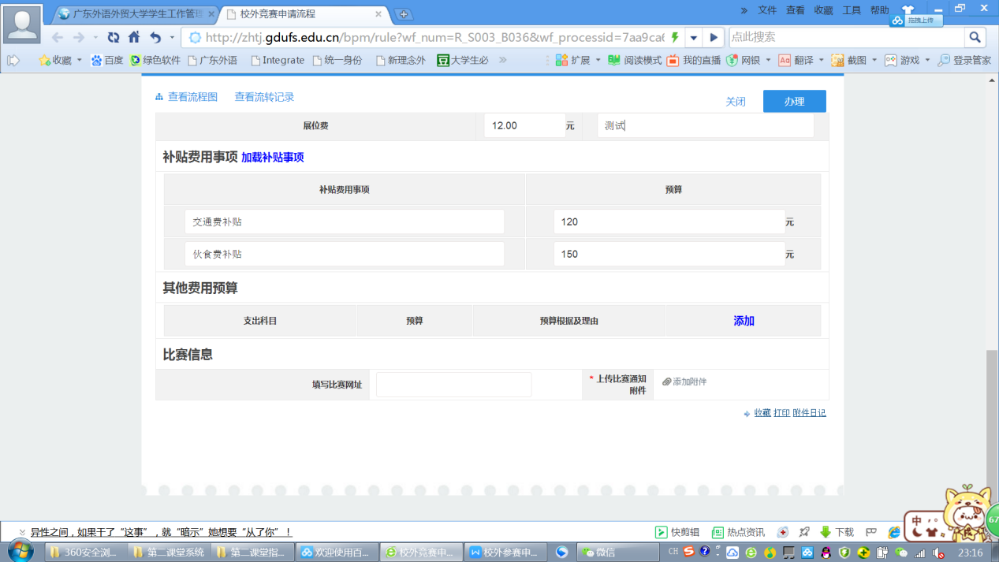 广东外语外贸大学学生工作管理
校外竞赛申请流程
» 文件 查看 收藏 工具 帮助
拖拽上传
http://zhtj.gdufs.edu.cn/bpm/rule?wf_num=R_S003_B036&wf_processid=7aa9ca6
点此搜索
收藏 百度 绿色软件 广东外语 Integrate 统一身份 新理念外 豆 大学生必 » 扩展 阅读模式 我的直播 网银 Aa 翻译 截图 游戏 登录管家
查看流程图 查看流转记录
关闭 办理
展位费 12.00 元 测试
补贴费用事项 加载补贴事项
补贴费用事项 预算
交通费补贴 120 元
伙食费补贴 150 元
其他费用预算
支出科目 预算 预算根据及理由 添加
比赛信息
填写比赛网址 * 上传比赛通知
附件 添加附件
收藏 打印 附件日记
中
67
异性之间，如果干了“这事”，就“暗示”她想要“从了你”！
快剪辑 热点资讯 下载
360安全浏... 第二课堂系统 第二课堂指... 欢迎使用百... 校外竞赛申... 校外参赛申... 微信 CH 23:16